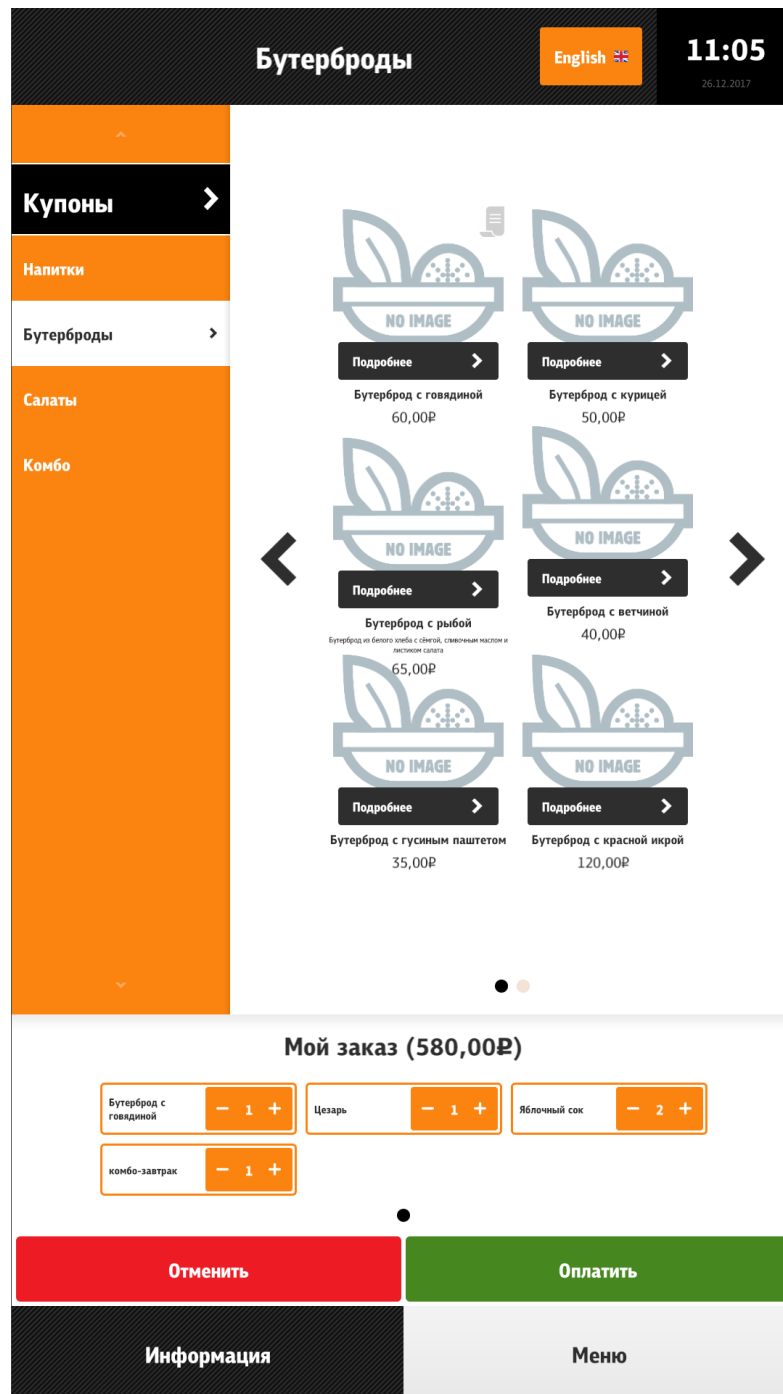 Бутерброды
English
11:05
26.12.2017
Купоны
Напитки
Бутерброды
Салаты
Комбо
NO IMAGE
NO IMAGE
Подробнее
Подробнее
Бутерброд с говядиной
Бутерброд с курицей
60,00₽
50,00₽
NO IMAGE
NO IMAGE
Подробнее
Подробнее
Бутерброд с рыбой
Бутерброд с ветчиной
Бутерброд из белого хлеба с сёмгой, сливочным маслом и
листиком салата
40,00₽
65,00₽
NO IMAGE
NO IMAGE
Подробнее
Подробнее
Бутерброд с гусиным паштетом
Бутерброд с красной икрой
35,00₽
120,00₽
Мой заказ (580,00₽)
Бутерброд с
говядиной
− 1 +
Цезарь
− 1 +
Яблочный сок
− 2 +
комбо-завтрак
− 1 +
Отменить
Оплатить
Информация
Меню